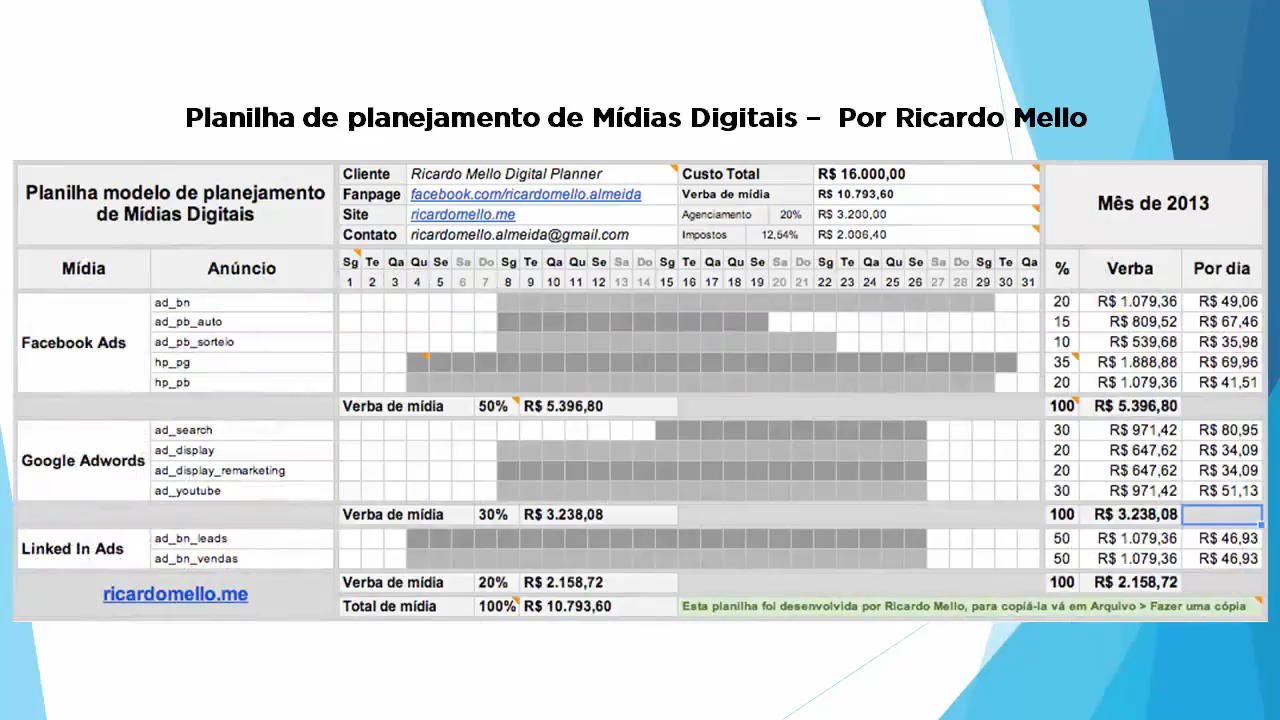 Planilha de planejamento de Mídias Digitais – Por Ricardo Mello
Planilha modelo de planejamento
de Mídias Digitais
Cliente Ricardo Mello Digital Planner Custo Total R$ 16.000,00
Fanpage facebook.com/ricardomello.almeida Verba de mídia R$ 10.793,60
Site ricardomello.me Agenciamento 20% R$ 3.200,00
Contato ricardomello.almeida@gmail.com Impostos 12,54% R$ 2.006,40
Mês de 2013
Mídia Anúncio
Sg Te Qa Qu Se Sa Do Sg Te Qa Qu Se Sa Do Sg Te Qa Qu Se Sa Do Sg Te Qa Qu Se Sa Do Sg Te Qa
1 2 3 4 5 6 7 8 9 10 11 12 13 14 15 16 17 18 19 20 21 22 23 24 25 26 27 28 29 30 31
% Verba Por dia
Facebook Ads
ad_bn 20 R$ 1.079,36 R$ 49,06
ad_pb_auto 15 R$ 809,52 R$ 67,46
ad_pb_sorteio 10 R$ 539,68 R$ 35,98
hp_pg 35 R$ 1.888,88 R$ 69,96
hp_pb 20 R$ 1.079,36 R$ 41,51
Verba de mídia 50% R$ 5.396,80 100 R$ 5.396,80
Google Adwords
ad_search 30 R$ 971,42 R$ 80,95
ad_display 20 R$ 647,62 R$ 34,09
ad_display_remarketing 20 R$ 647,62 R$ 34,09
ad_youtube 30 R$ 971,42 R$ 51,13
Verba de mídia 30% R$ 3.238,08 100 R$ 3.238,08
Linked In Ads
ad_bn_leads 50 R$ 1.079,36 R$ 46,93
ad_bn_vendas 50 R$ 1.079,36 R$ 46,93
ricardomello.me
Verba de mídia 20% R$ 2.158,72 100 R$ 2.158,72
Total de mídia 100% R$ 10.793,60 Esta planilha foi desenvolvida por Ricardo Mello, para copiá-la vá em Arquivo > Fazer uma cópia